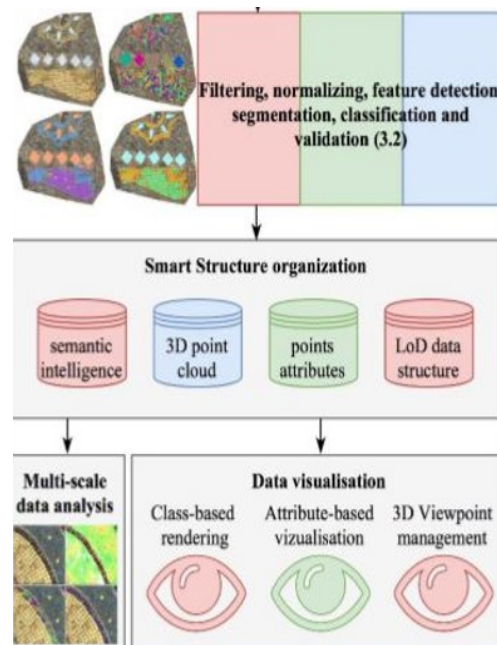 Filtering, normalizing, feature detection
segmentation, classification and
validation (3.2)
Smart Structure organization
semantic
intelligence
3D point
cloud
points
attributes
LoD data
structure
Multi-scale
data analysis
Data visualisation
Class-based
rendering
Attribute-based
vizualisation
3D Viewpoint
management